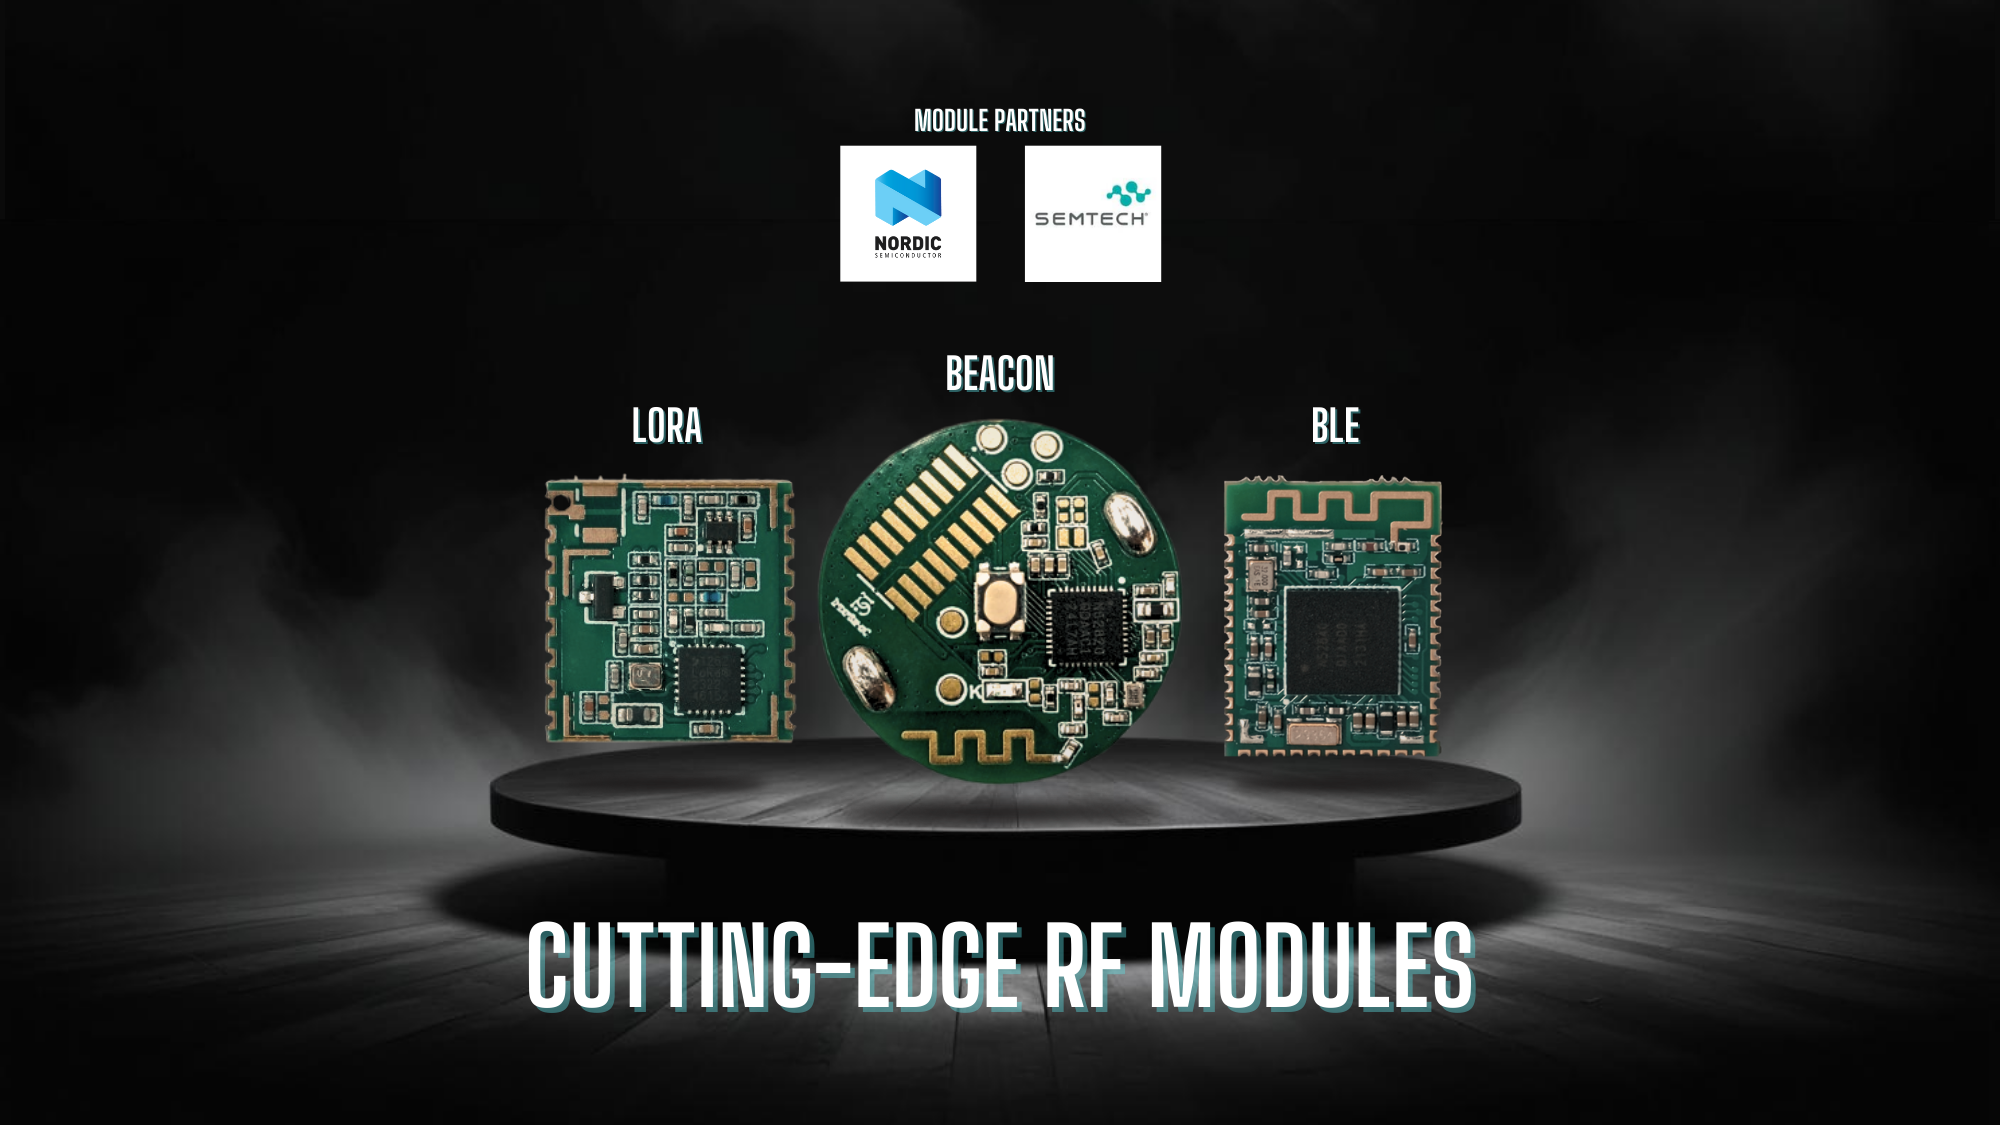 MODULE PARTNERS
NORDIC
SEMICONDUCTOR
SEMTECH
BEACON
LORA
BLE
K
CUTTING-EDGE RF MODULES